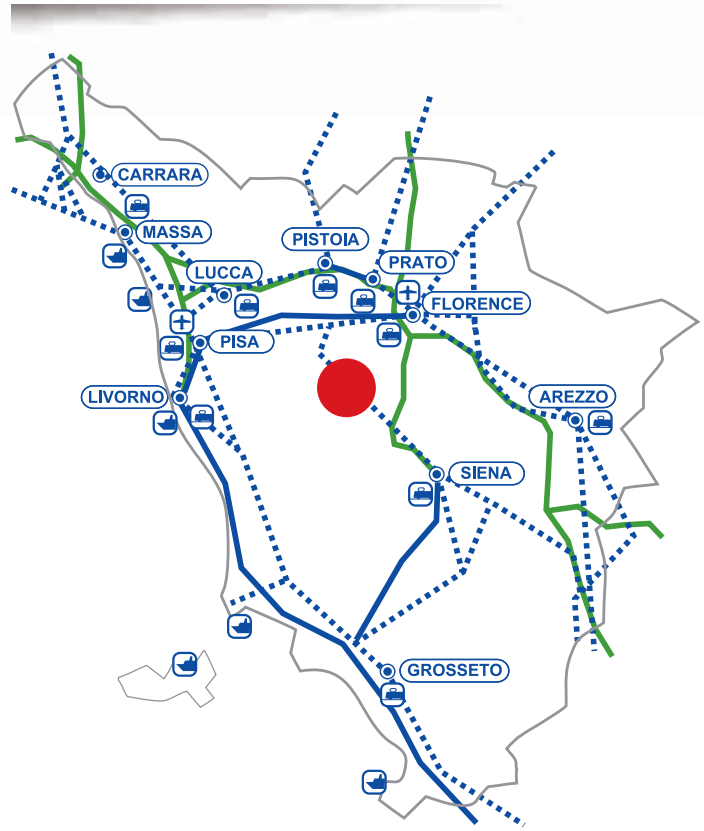 CARRARA
MASSA
PISTOIA
PRATO
LUCCA
FLORENCE
PISA
LIVORNO
AREZZO
SIENA
GROSSETO